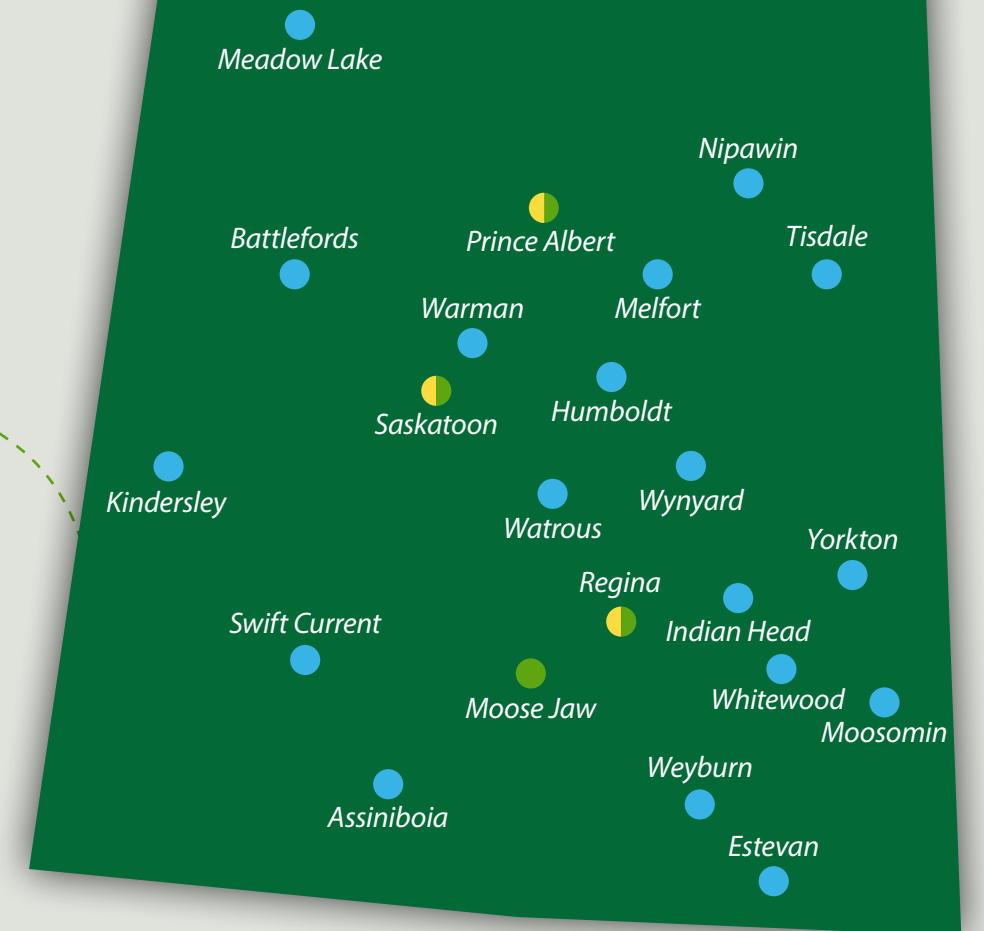 Meadow Lake
Nipawin
Prince Albert
Battlefords
Tisdale
Warman
Melfort
Saskatoon
Humboldt
Kindersley
Wynyard
Watrous
Yorkton
Regina
Swift Current
Indian Head
Moose Jaw
Whitewood
Moosomin
Weyburn
Assiniboia
Estevan